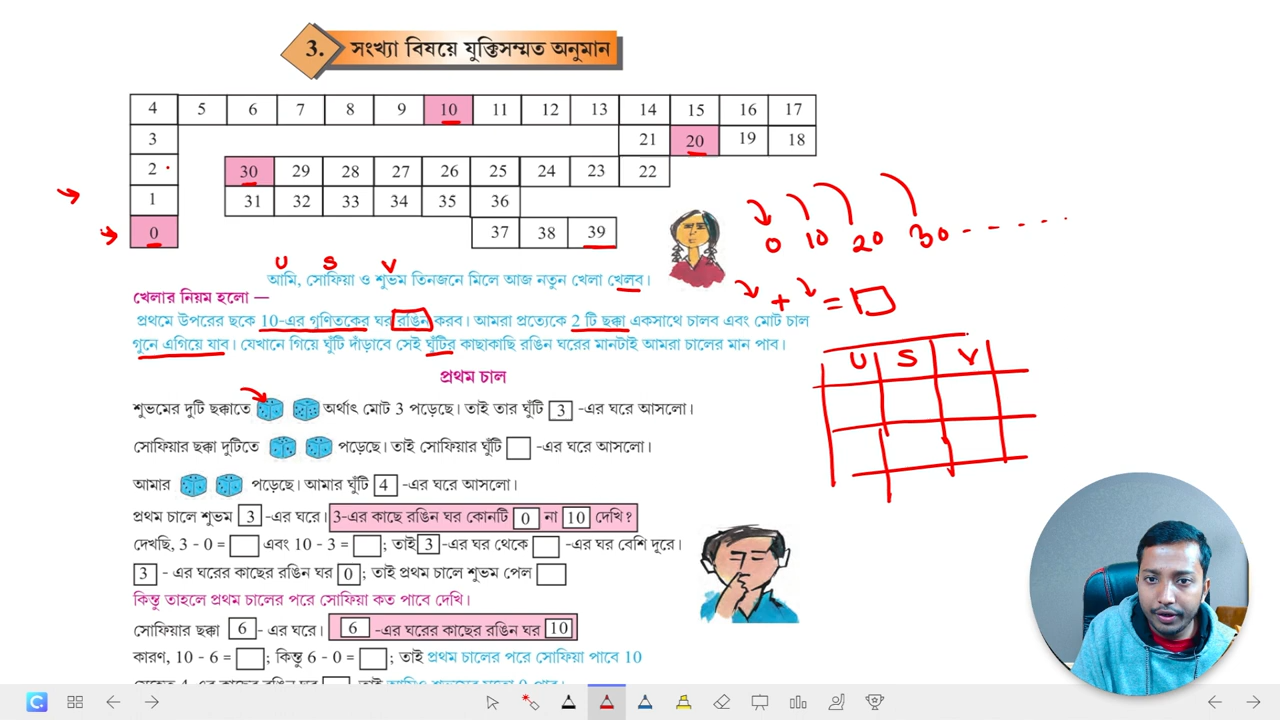 3. সংখ্যা বিষয়ে যুক্তিসম্মত অনুমান
4 5 6 7 8 9 10 11 12 13 14 15 16 17
3 21 20 19 18
2 30 29 28 27 26 25 24 23 22
1 31 32 33 34 35 36
0 37 38 39
0 10 20 30 - - - - -
U S V
আমি, সোফিয়া ও শুভম তিনজনে মিলে আজ নতুন খেলা খেলব।
খেলার নিয়ম হলো —
+ =
প্রথমে উপরের ছকে 10-এর গুণিতকের ঘর রঙিন করব। আমরা প্রত্যেকে 2 টি ছক্কা একসাথে চালব এবং মোট চাল
গুনে এগিয়ে যাব। যেখানে গিয়ে ঘুঁটি দাঁড়াবে সেই ঘুঁটির কাছাকাছি রঙিন ঘরের মানটাই আমরা চালের মান পাব।
U S V
প্রথম চাল
শুভমের দুটি ছক্কাতে অর্থাৎ মোট 3 পড়েছে। তাই তার ঘুঁটি 3 -এর ঘরে আসলো।
সোফিয়ার ছক্কা দুটিতে পড়েছে। তাই সোফিয়ার ঘুঁটি -এর ঘরে আসলো।
আমার পড়েছে। আমার ঘুঁটি 4 -এর ঘরে আসলো।
প্রথম চালে শুভম 3 -এর ঘরে। 3-এর কাছে রঙিন ঘর কোনটি 0 না 10 দেখি?
দেখছি, 3 - 0 = এবং 10 - 3 = ; তাই 3 -এর ঘর থেকে -এর ঘর বেশি দূরে।
3 - এর ঘরের কাছের রঙিন ঘর 0 ; তাই প্রথম চালে শুভম পেল
কিন্তু তাহলে প্রথম চালের পরে সোফিয়া কত পাবে দেখি।
সোফিয়ার ছক্কা 6 - এর ঘরে। 6 -এর ঘরের কাছের রঙিন ঘর 10
কারণ, 10 - 6 = ; কিন্তু 6 - 0 = ; তাই প্রথম চালের পরে সোফিয়া পাবে 10